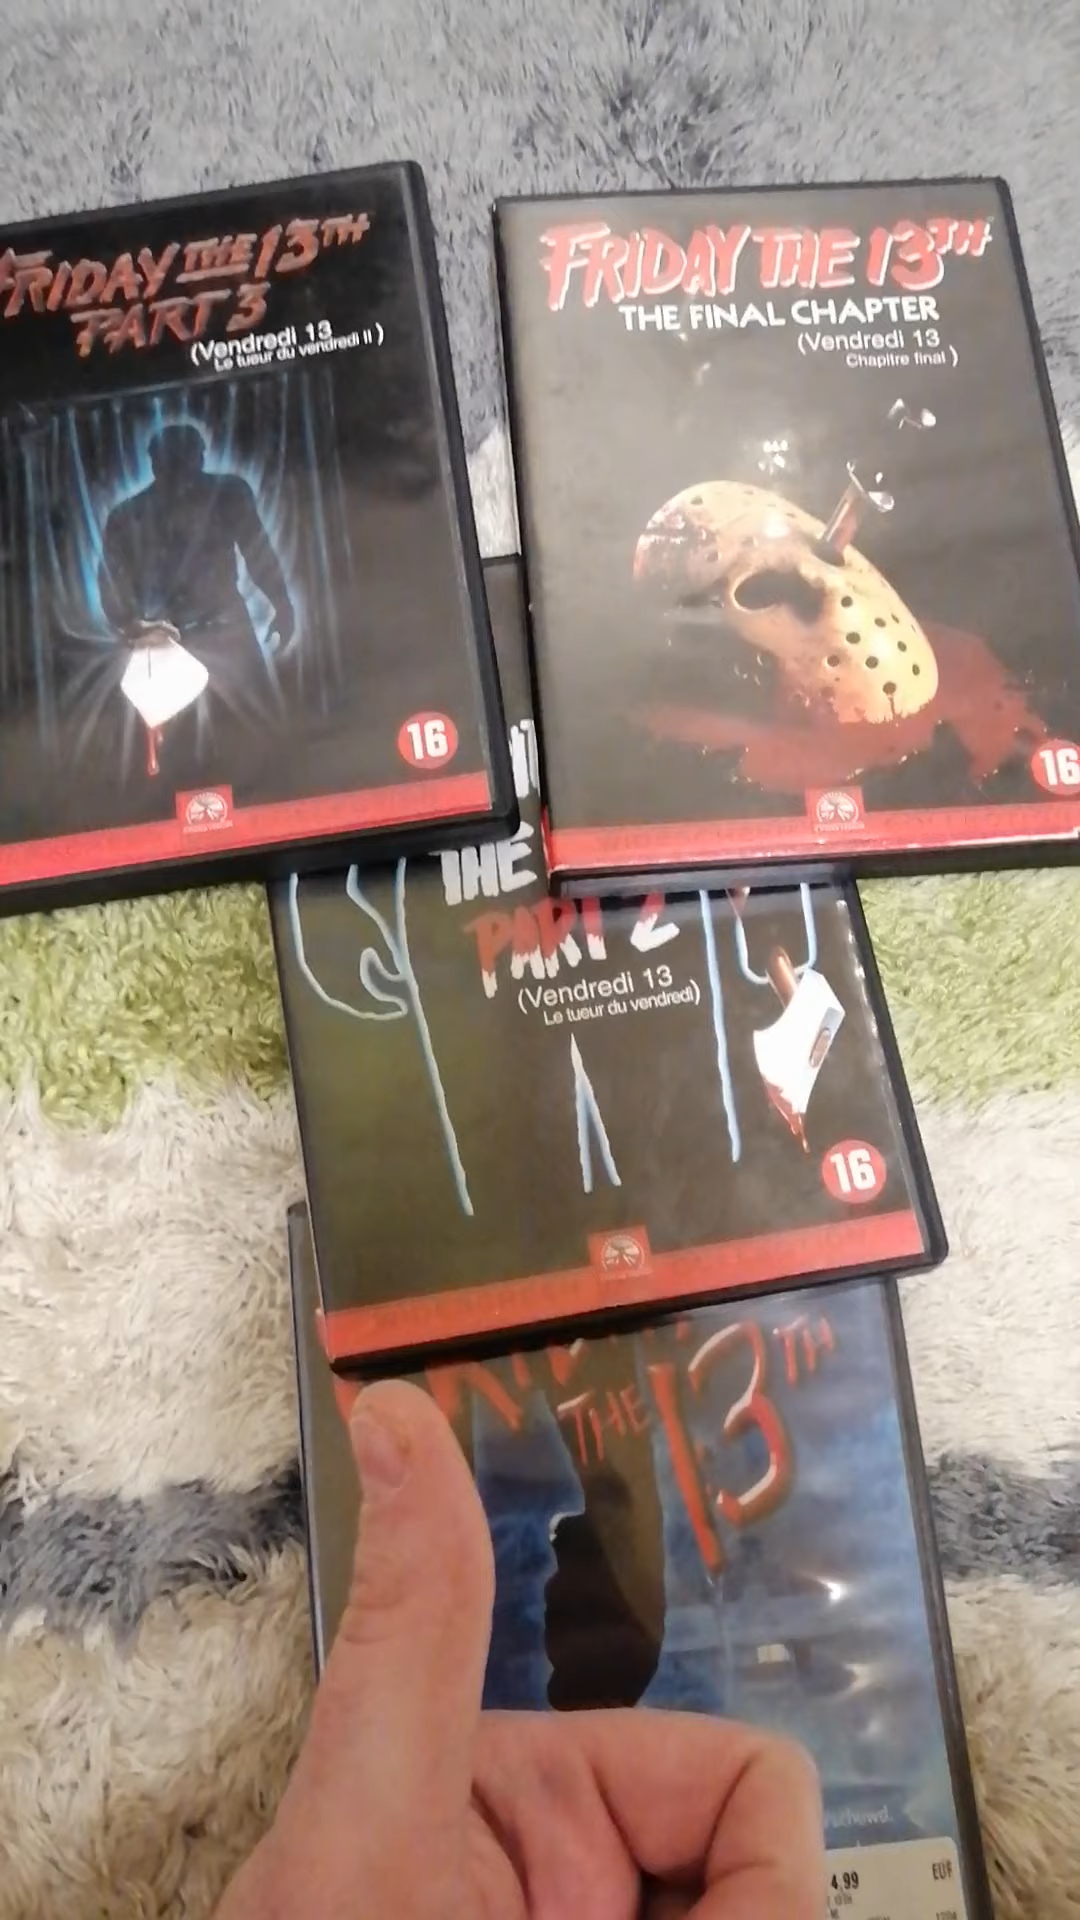 FRIDAY THE 13TH
PART 3
(Vendredi 13
Le tueur du vendredi II)
16
FRIDAY THE 13TH
THE FINAL CHAPTER
(Vendredi 13
Chapitre final)
16
THE
PART 2
(Vendredi 13
Le tueur du vendredi)
16
THE 13TH
4,99
EUR